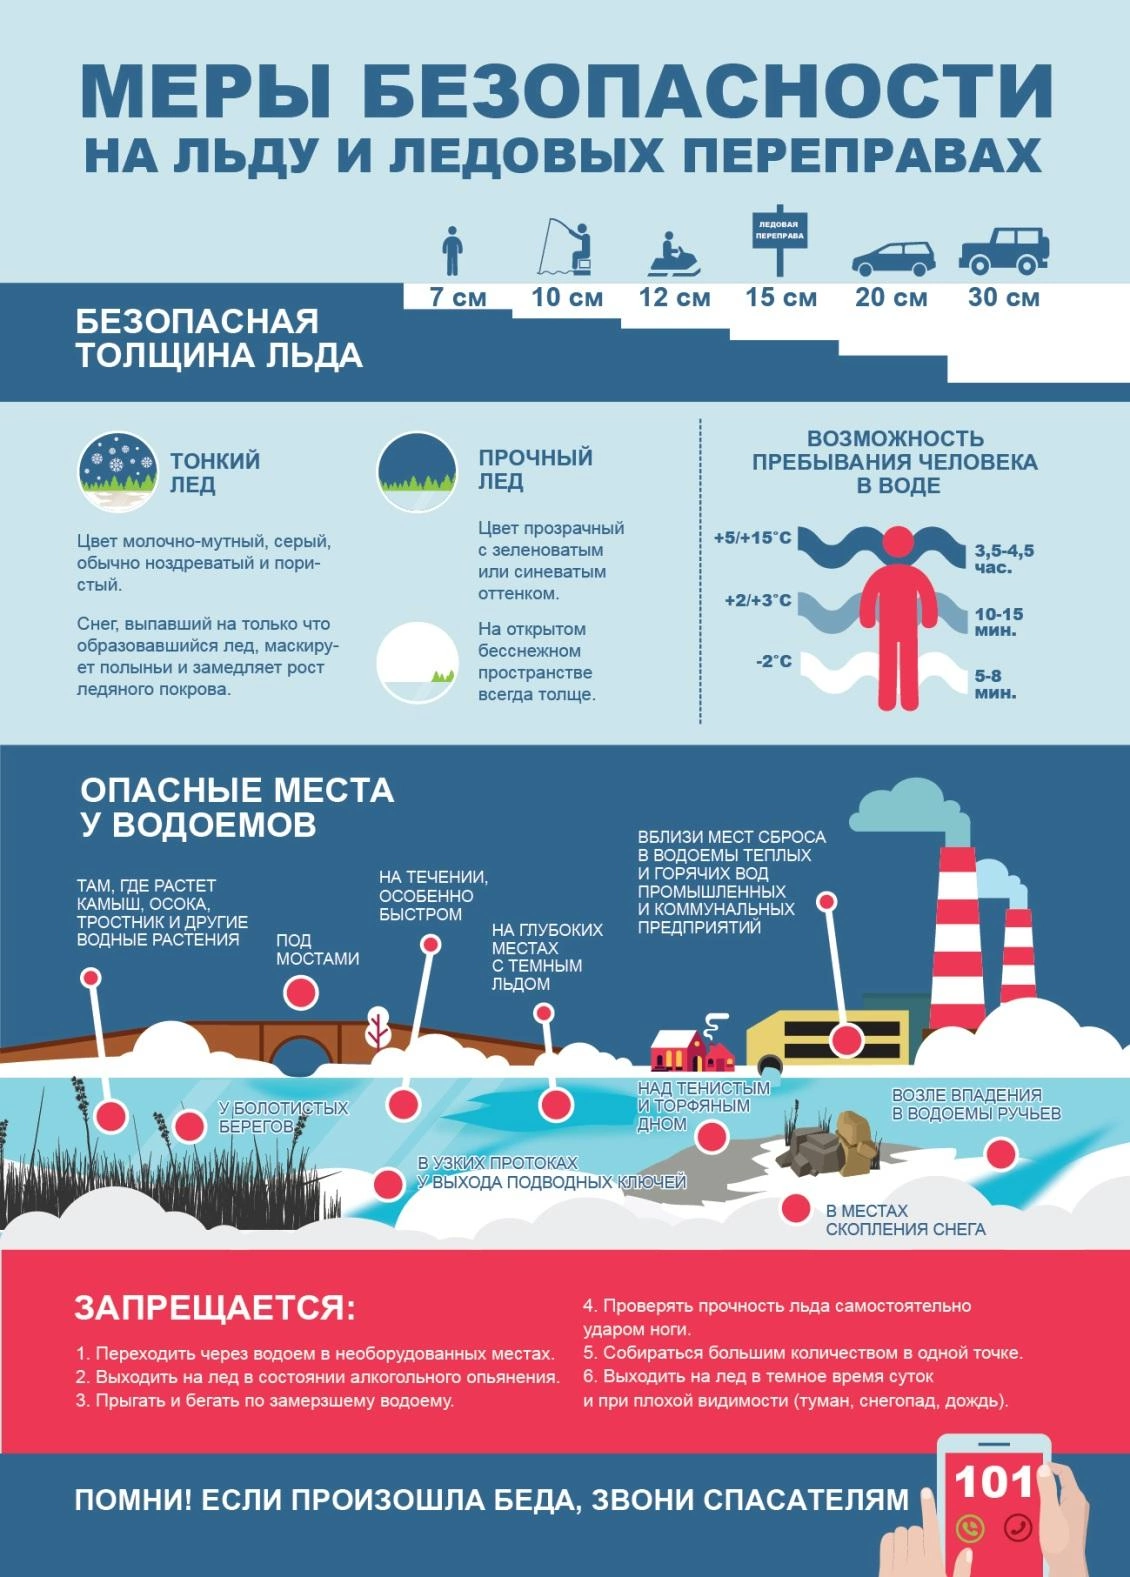 МЕРЫ БЕЗОПАСНОСТИ
НА ЛЬДУ И ЛЕДОВЫХ ПЕРЕПРАВАХ
ЛЕДОВАЯ
ПЕРЕПРАВА
7 см
10 см
12 см
15 см
20 см
30 см
БЕЗОПАСНАЯ
ТОЛЩИНА ЛЬДА
ТОНКИЙ
ЛЕД
Цвет молочно-мутный, серый,
обычно ноздреватый и пори-
стый.
Снег, выпавший на только что
образовавшийся лед, маскиру-
ет полыньи и замедляет рост
ледяного покрова.
ПРОЧНЫЙ
ЛЕД
Цвет прозрачный
с зеленоватым
или синеватым
оттенком.
На открытом
бесснежном
пространстве
всегда толще.
ВОЗМОЖНОСТЬ
ПРЕБЫВАНИЯ ЧЕЛОВЕКА
В ВОДЕ
+5/+15°С
3,5-4,5
час.
+2/+3°С
10-15
мин.
-2°С
5-8
мин.
ОПАСНЫЕ МЕСТА
У ВОДОЕМОВ
ТАМ, ГДЕ РАСТЕТ
КАМЫШ, ОСОКА,
ТРОСТНИК И ДРУГИЕ
ВОДНЫЕ РАСТЕНИЯ
ПОД
МОСТАМИ
НА ТЕЧЕНИИ,
ОСОБЕННО
БЫСТРОМ
НА ГЛУБОКИХ
МЕСТАХ
С ТЕМНЫМ
ЛЬДОМ
ВБЛИЗИ МЕСТ СБРОСА
В ВОДОЕМЫ ТЕПЛЫХ
И ГОРЯЧИХ ВОД
ПРОМЫШЛЕННЫХ
И КОММУНАЛЬНЫХ
ПРЕДПРИЯТИЙ
У БОЛОТИСТЫХ
БЕРЕГОВ
В УЗКИХ ПРОТОКАХ
У ВЫХОДА ПОДВОДНЫХ КЛЮЧЕЙ
НАД ТЕНИСТЫМ
И ТОРФЯНЫМ
ДНОМ
ВОЗЛЕ ВПАДЕНИЯ
В ВОДОЕМЫ РУЧЬЕВ
В МЕСТАХ
СКОПЛЕНИЯ СНЕГА
ЗАПРЕЩАЕТСЯ:
1. Переходить через водоем в необорудованных местах.
2. Выходить на лед в состоянии алкогольного опьянения.
3. Прыгать и бегать по замерзшему водоему.
4. Проверять прочность льда самостоятельно
ударом ноги.
5. Собираться большим количеством в одной точке.
6. Выходить на лед в темное время суток
и при плохой видимости (туман, снегопад, дождь).
ПОМНИ! ЕСЛИ ПРОИЗОШЛА БЕДА, ЗВОНИ СПАСАТЕЛЯМ
101